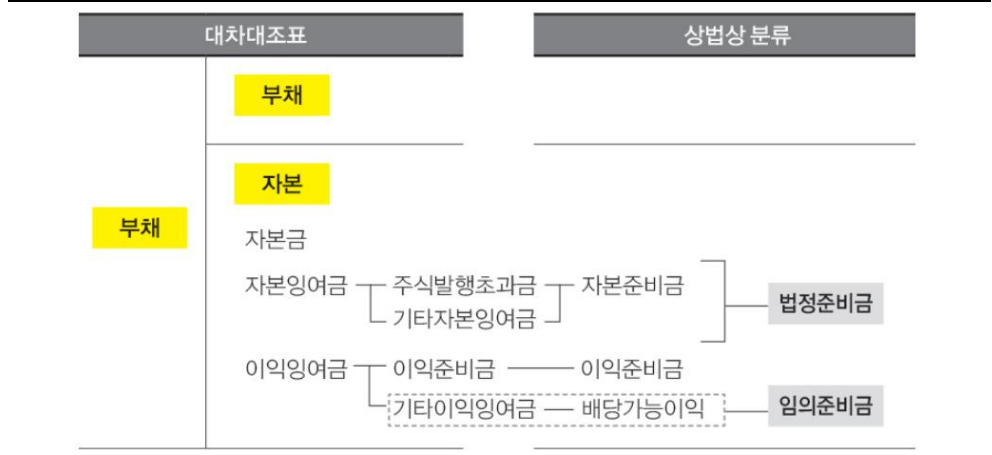 대차대조표 상법상 분류
부채
자본
부채
자본금
자본잉여금 주식발행초과금 자본준비금
기타자본잉여금
법정준비금
이익잉여금 이익준비금 이익준비금
기타이익잉여금 배당가능이익 임의준비금